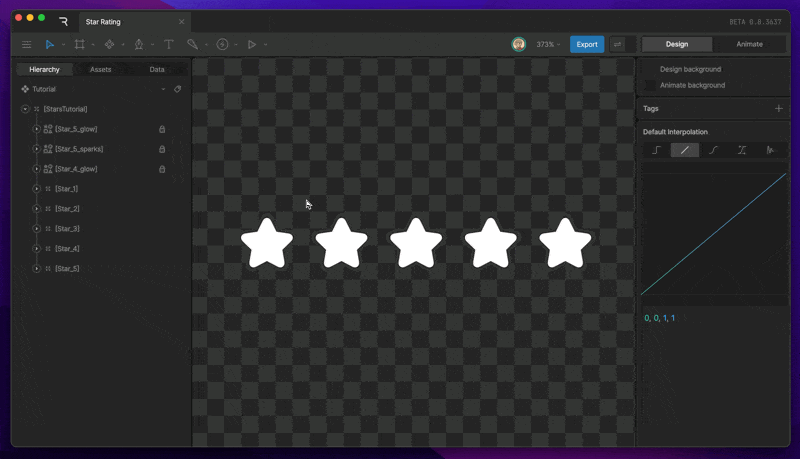 Star Rating
BETA 0.8.3637
373%
Export
Design
Animate
Hierarchy
Assets
Data
Design background
Animate background
Tutorial
Tags
[StarsTutorial]
Default Interpolation
[Star_5_glow]
[Star_5_sparks]
[Star_4_glow]
[Star_1]
[Star_2]
[Star_3]
[Star_4]
[Star_5]
0, 0, 1, 1